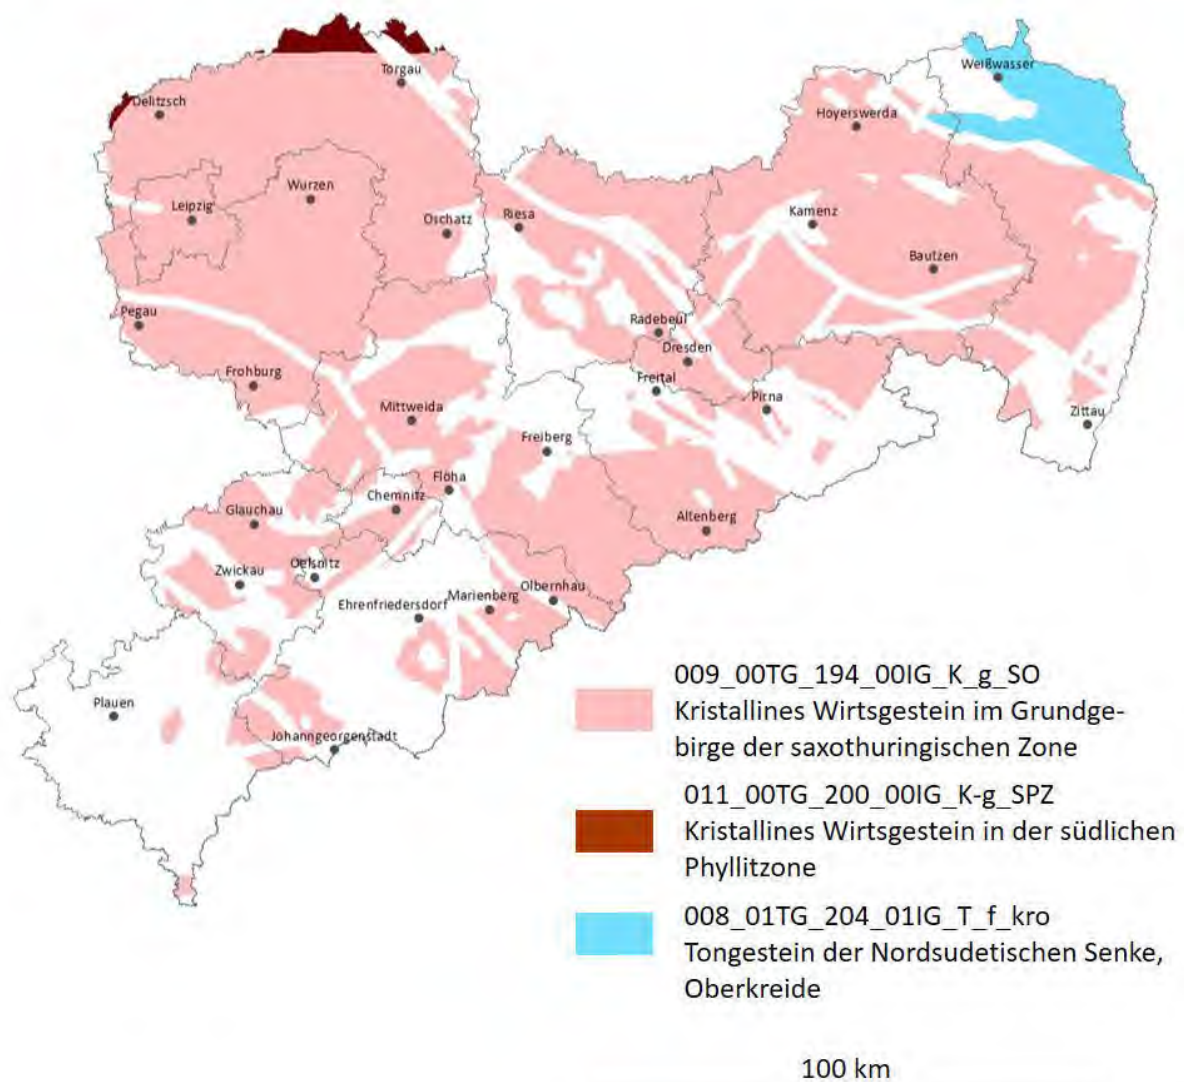 Weißwasser
Torgau
Delitzsch
Hoyerswerda
Wurzen
Leipzig
Oschatz
Riesa
Kamenz
Bautzen
Pegau
Radebeul
Dresden
Frohburg
Freital
Pirna
Mittweida
Zittau
Freiberg
Flöha
Chemnitz
Glauchau
Altenberg
Oelsnitz
Zwickau
Olbernhau
Marienberg
Ehrenfriedersdorf
Plauen
Johanngeorgenstadt
009_00TG_194_00IG_K_g_SO
Kristallines Wirtsgestein im Grundge-
birge der saxothuringischen Zone
011_00TG_200_00IG_K-g_SPZ
Kristallines Wirtsgestein in der südlichen
Phyllitzone
008_01TG_204_01IG_T_f_kro
Tongestein der Nordsudetischen Senke,
Oberkreide
100 km